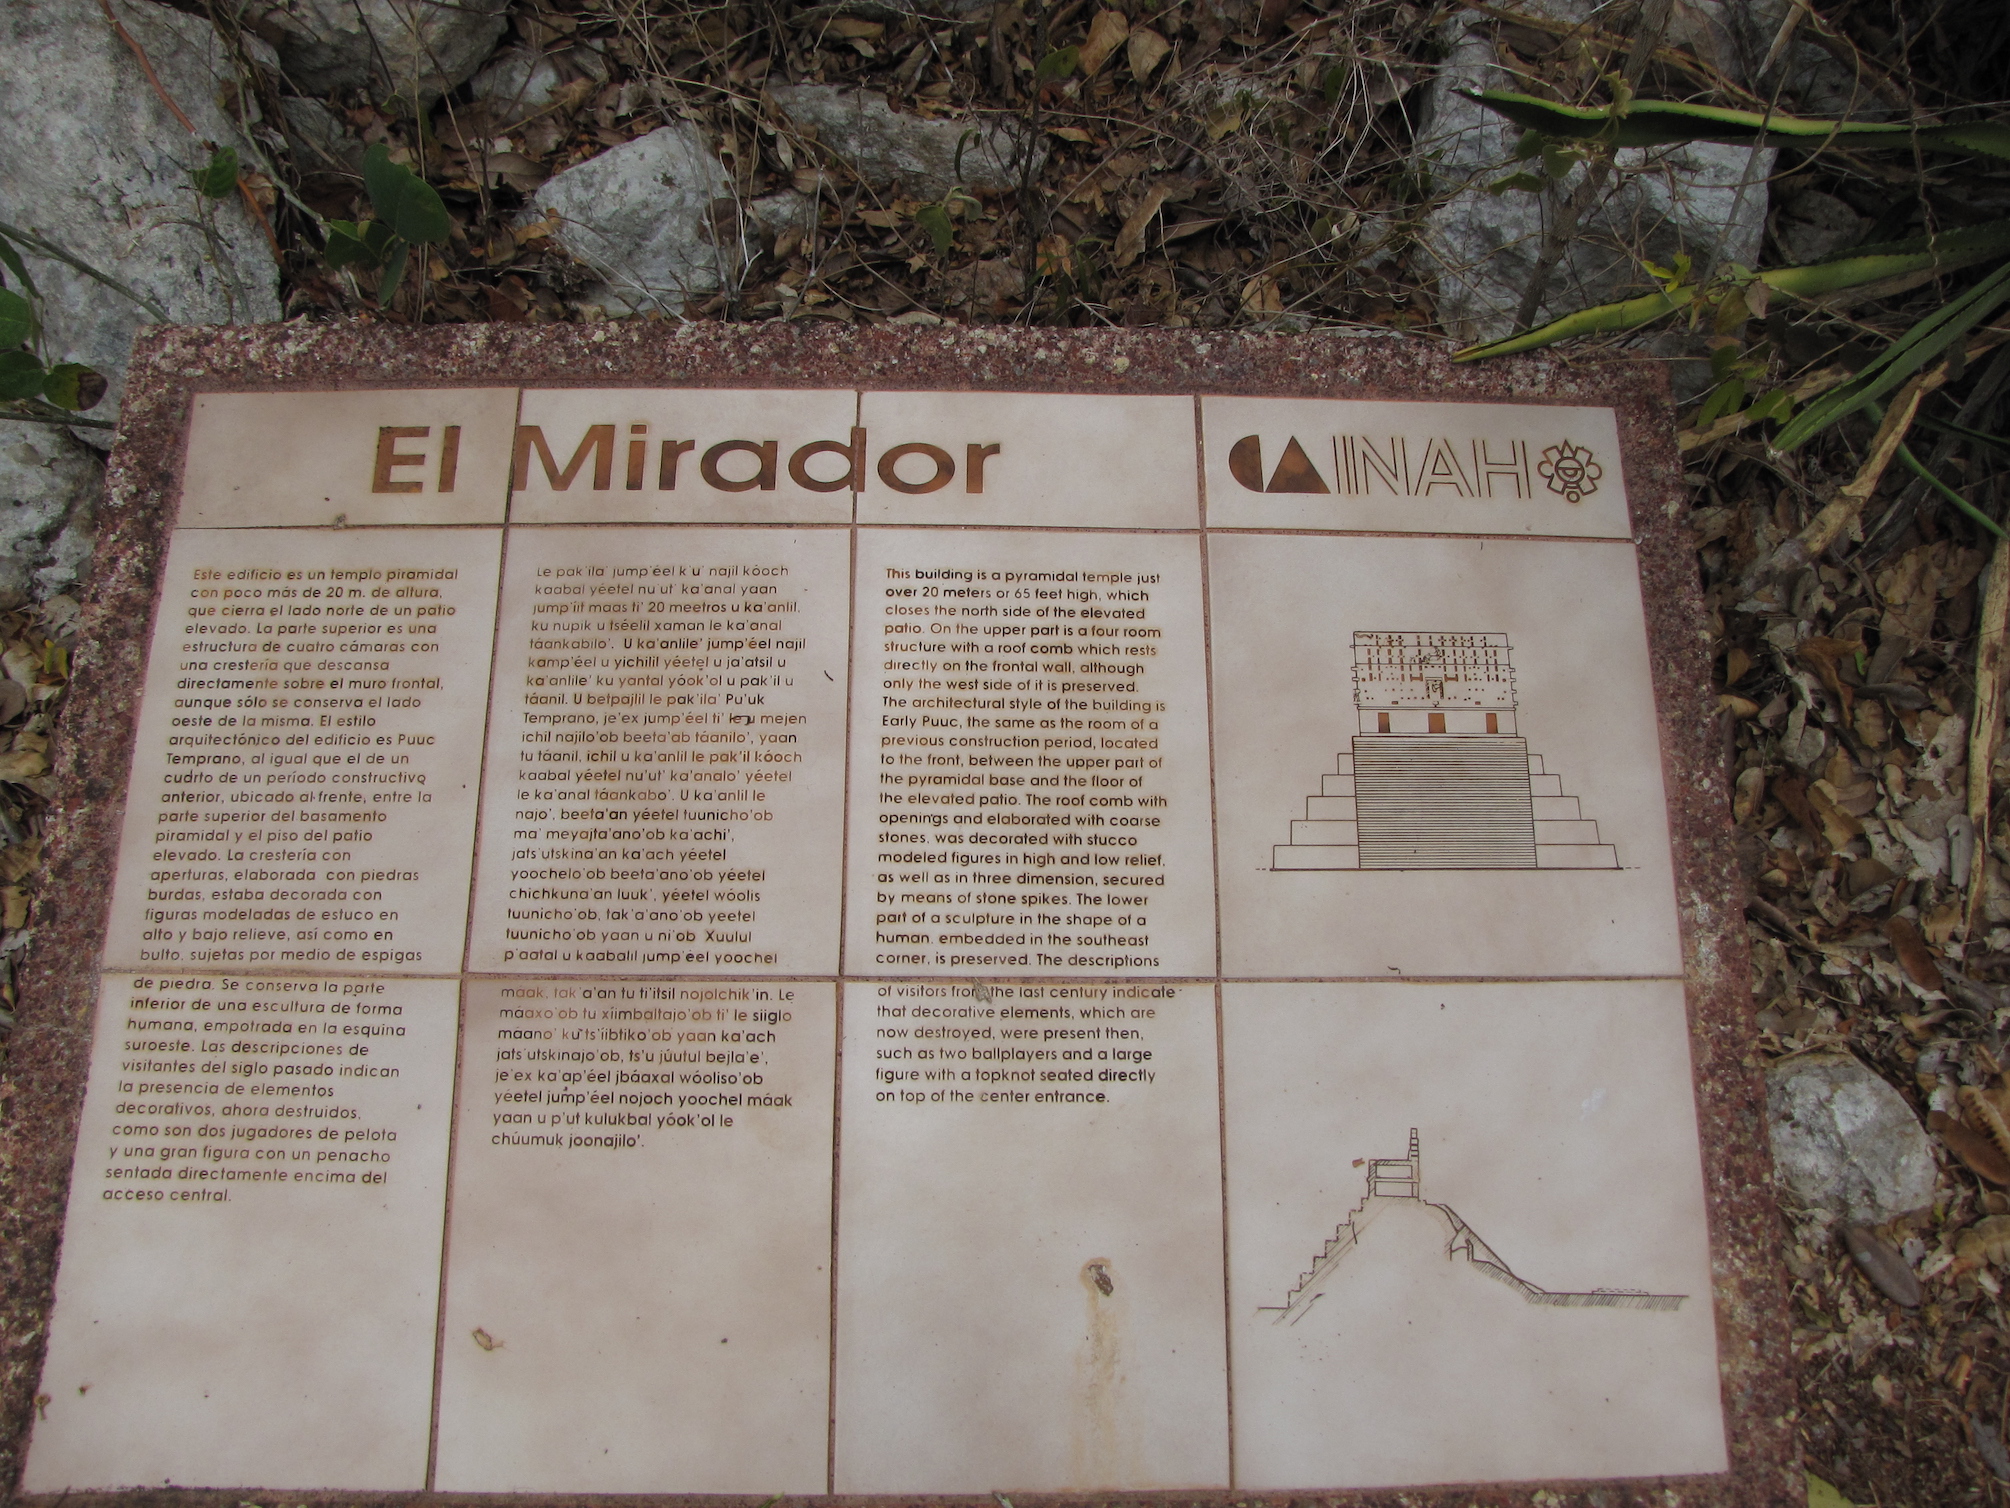 El Mirador
CA INAH
Este edificio es un templo piramidal
con poco más de 20 m. de altura,
que cierra el lado norte de un patio
elevado. La parte superior es una
estructura de cuatro cámaras con
una crestería que descansa
directamente sobre el muro frontal,
aunque sólo se conserva el lado
oeste de la misma. El estilo
arquitectónico del edificio es Puuc
Temprano, al igual que el de un
cuarto de un período constructivo
anterior, ubicado al frente, entre la
parte superior del basamento
piramidal y el piso del patio
elevado. La crestería con
aperturas, elaborada con piedras
burdas, estaba decorada con
figuras modeladas de estuco en
alto y bajo relieve, así como en
bulto, sujetas por medio de espigas
de piedra. Se conserva la parte
inferior de una escultura de forma
humana, empotrada en la esquina
suroeste. Las descripciones de
visitantes del siglo pasado indican
la presencia de elementos
decorativos, ahora destruidos,
como son dos jugadores de pelota
y una gran figura con un penacho
sentada directamente encima del
acceso central.
Le pak'ila' jump'éel k'u' najil kóoch
kaabal yéetel nu ut' ka'anal yaan
jump'iit maas ti' 20 meetros u ka'anlil,
ku nupik u tséelil xaman le ka'anal
táankabilo'. U ka'anlile' jump'éel najil
kamp'éel u yichilil yéetel u ja'atsil u
ka'anlile' ku yantal yóok'ol u pak'il u
táanil. U betpajlil le pak'ila' Pu'uk
Temprano, je'ex jump'éel ti' le u mejen
ichil najilo'ob beeta'ab táanilo', yaan
tu táanil, ichil u ka'anlil le pak'il kóoch
kaabal yéetel nu'ut' ka'analo' yéetel
le ka'anal táankabo'. U ka'anlil le
najo', beeta'an yéetel tuunicho'ob
ma' meyajta'ano'ob ka'achi',
jats'utskina'an ka'ach yéetel
yoochelo'ob beeta'ano'ob yéetel
chichkuna'an luuk', yéetel wóolis
tuunicho'ob, tak'a'ano'ob yeetel
tuunicho'ob yaan u ni'ob Xuulul
p'aatal u kaabalil jump'éel yoochel
máak, tak'a'an tu ti'itsil nojolchik'in. Le
máaxo'ob tu xíimbaltajo'ob ti' le siiglo
máano' ku ts'íibtiko'ob yaan ka'ach
jats'utskinajo'ob, ts'u júutul bejla'e',
je'ex ka'ap'éel jbáaxal wóoliso'ob
yéetel jump'éel nojoch yoochel máak
yaan u p'ut kulukbal yóok'ol le
chúumuk joonajilo'.
This building is a pyramidal temple just
over 20 meters or 65 feet high, which
closes the north side of the elevated
patio. On the upper part is a four room
structure with a roof comb which rests
directly on the frontal wall, although
only the west side of it is preserved.
The architectural style of the building is
Early Puuc, the same as the room of a
previous construction period, located
to the front, between the upper part of
the pyramidal base and the floor of
the elevated patio. The roof comb with
openings and elaborated with coarse
stones, was decorated with stucco
modeled figures in high and low relief,
as well as in three dimension, secured
by means of stone spikes. The lower
part of a sculpture in the shape of a
human, embedded in the southeast
corner, is preserved. The descriptions
of visitors from the last century indicate
that decorative elements, which are
now destroyed, were present then,
such as two ballplayers and a large
figure with a topknot seated directly
on top of the center entrance.